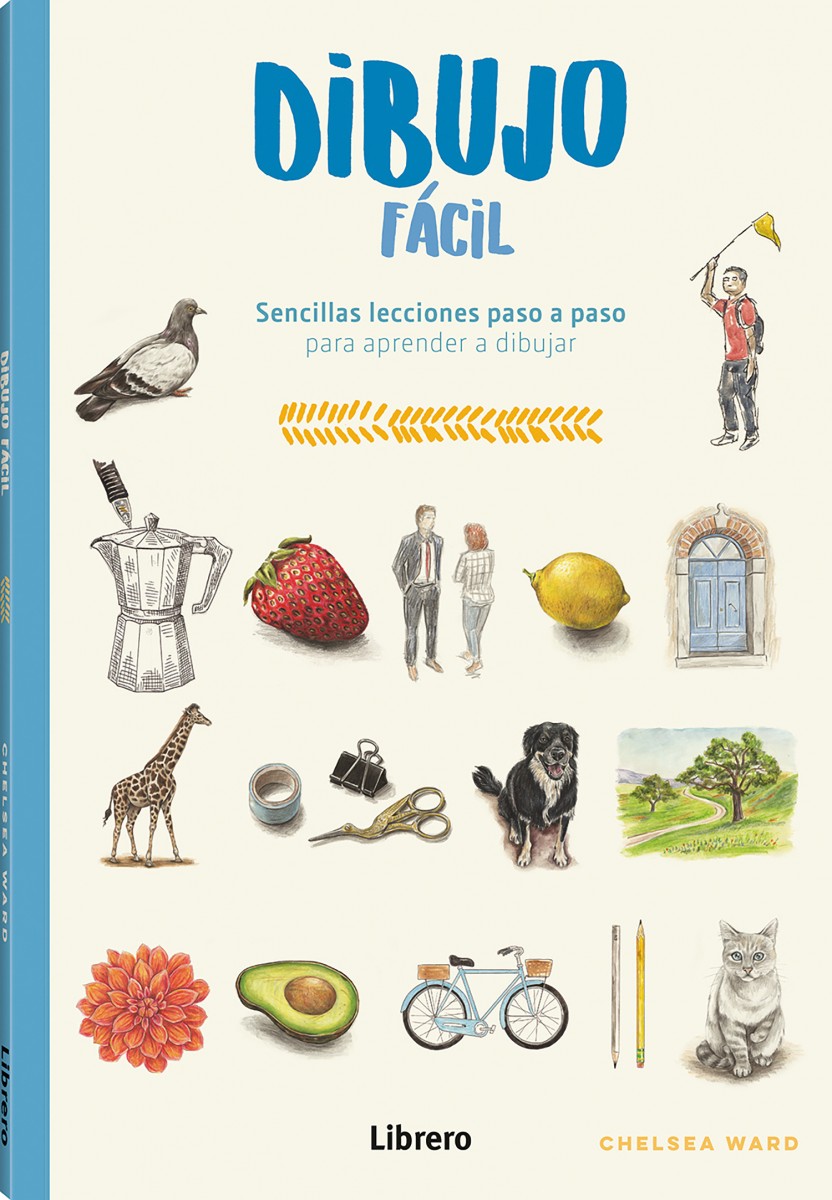 DiBUJO
FÁCiL
Sencillas lecciones paso a paso
para aprender a dibujar
Librero
CHELSEA WARD
DiBUJO FÁCiL
CHELSEA WARD
Librero